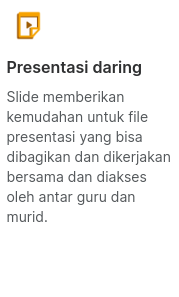 Presentasi daring
Slide memberikan
kemudahan untuk file
presentasi yang bisa
dibagikan dan dikerjakan
bersama dan diakses
oleh antar guru dan
murid.